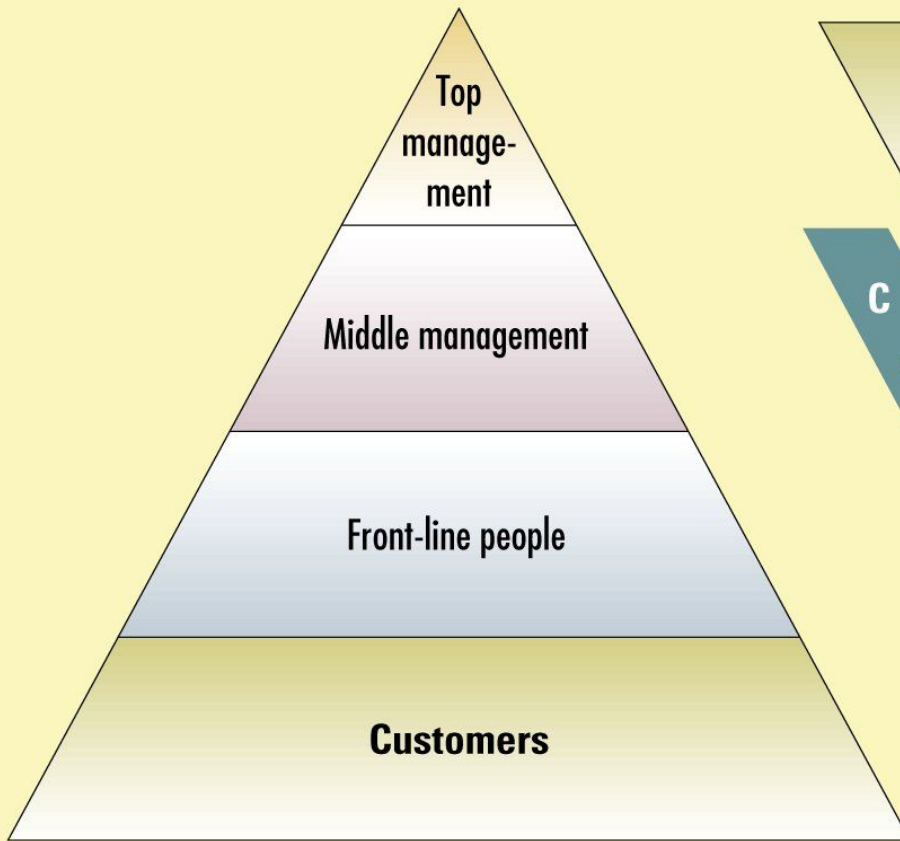 Top
manage-
ment
Middle management
C
Front-line people
Customers